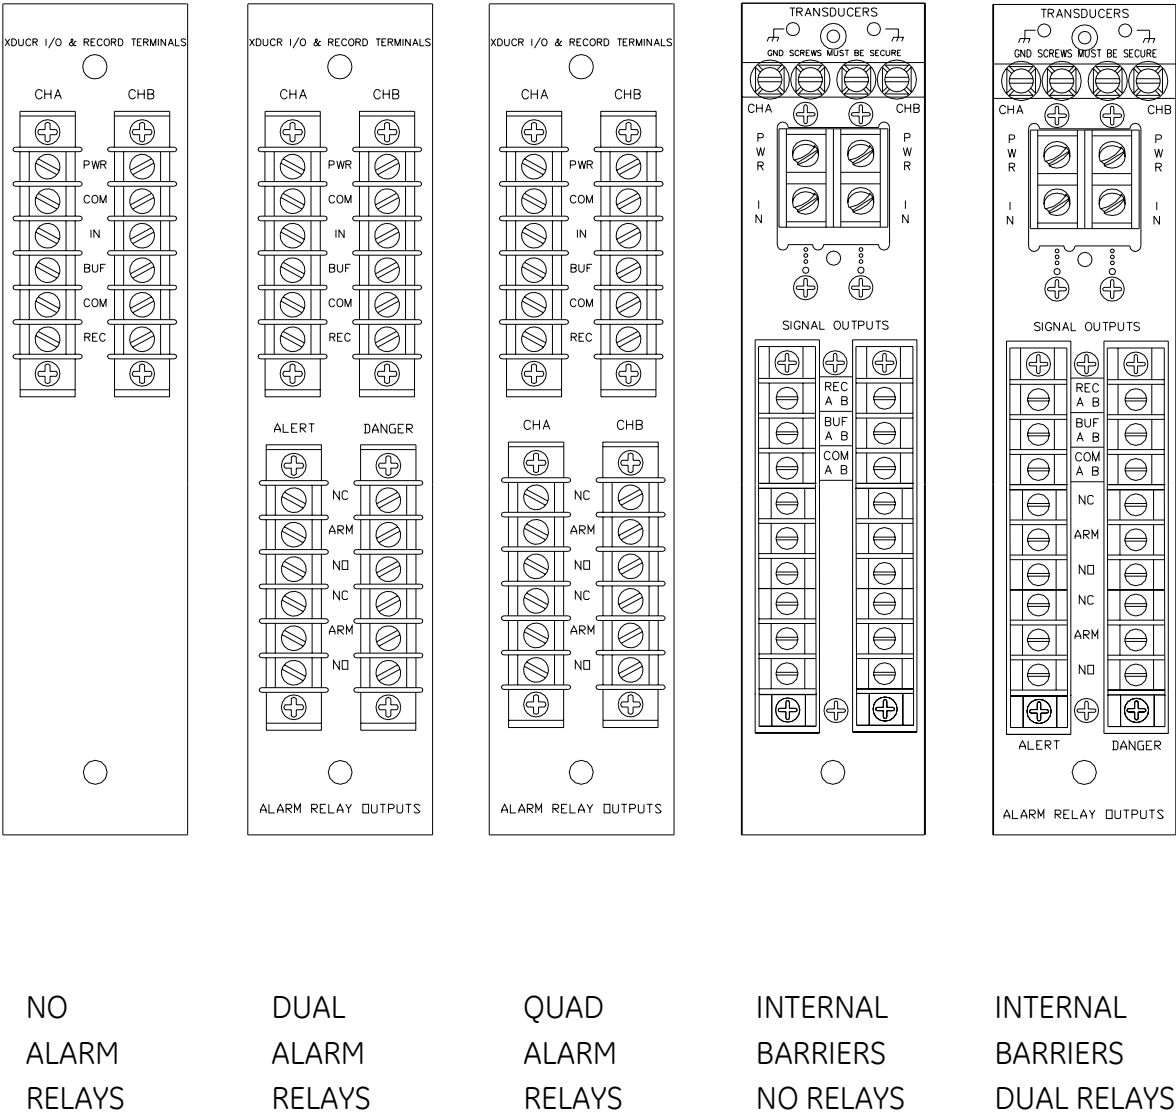 XDUCR I/O & RECORD TERMINALS
CHA CHB
PWR
COM
IN
BUF
COM
REC
XDUCR I/O & RECORD TERMINALS
CHA CHB
PWR
COM
IN
BUF
COM
REC
ALERT DANGER
NC
ARM
NO
NC
ARM
NO
ALARM RELAY OUTPUTS
XDUCR I/O & RECORD TERMINALS
CHA CHB
PWR
COM
IN
BUF
COM
REC
CHA CHB
NC
ARM
NO
NC
ARM
NO
ALARM RELAY OUTPUTS
TRANSDUCERS
GND SCREWS MUST BE SECURE
CHA CHB
PWR PWR
IN IN
SIGNAL OUTPUTS
REC
A B
BUF
A B
COM
A B
TRANSDUCERS
GND SCREWS MUST BE SECURE
CHA CHB
PWR PWR
IN IN
SIGNAL OUTPUTS
REC
A B
BUF
A B
COM
A B
NC
ARM
NO
NC
ARM
NO
ALERT DANGER
ALARM RELAY OUTPUTS
NO
ALARM
RELAYS
DUAL
ALARM
RELAYS
QUAD
ALARM
RELAYS
INTERNAL
BARRIERS
NO RELAYS
INTERNAL
BARRIERS
DUAL RELAYS